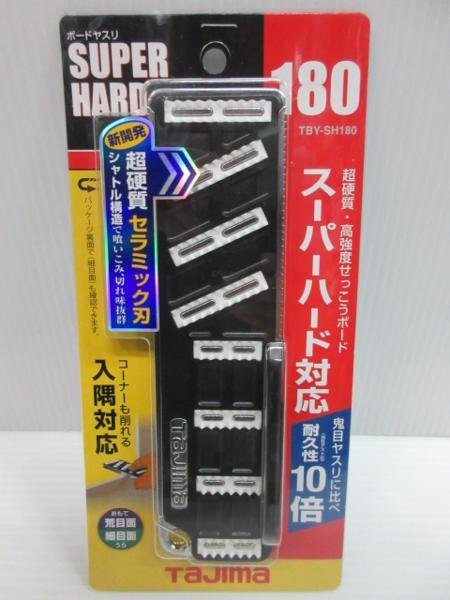 ボードヤスリ
SUPER
HARD
180
TBY-SH180
新開発
超硬質セラミック刃
シャトル構造で喰いこみ、切れ味抜群
超硬質・高強度せっこうボード
スーパーハード対応
パッケージ裏面で「細目面」も確認できます。
コーナーも削れる
入隅対応
鬼目ヤスリに比べ
耐久性
10倍
おもて
荒目面
細目面
うら
TAJIMA
TAJIMA